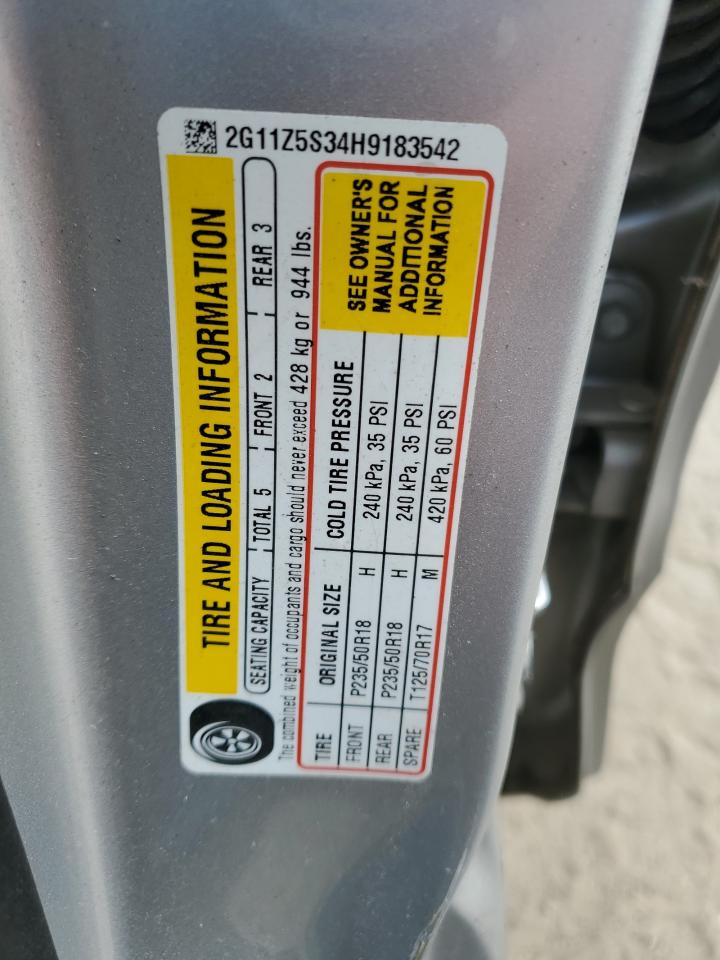 2G11Z5S34H9183542
TIRE AND LOADING INFORMATION
SEATING CAPACITY TOTAL 5 FRONT 2 REAR 3
The combined weight of occupants and cargo should never exceed 428 kg or 944 lbs.
TIRE ORIGINAL SIZE COLD TIRE PRESSURE
FRONT P235/50R18 H 240 kPa, 35 PSI
REAR P235/50R18 H 240 kPa, 35 PSI
SPARE T125/70R17 M 420 kPa, 60 PSI
SEE OWNER'S
MANUAL FOR
ADDITIONAL
INFORMATION